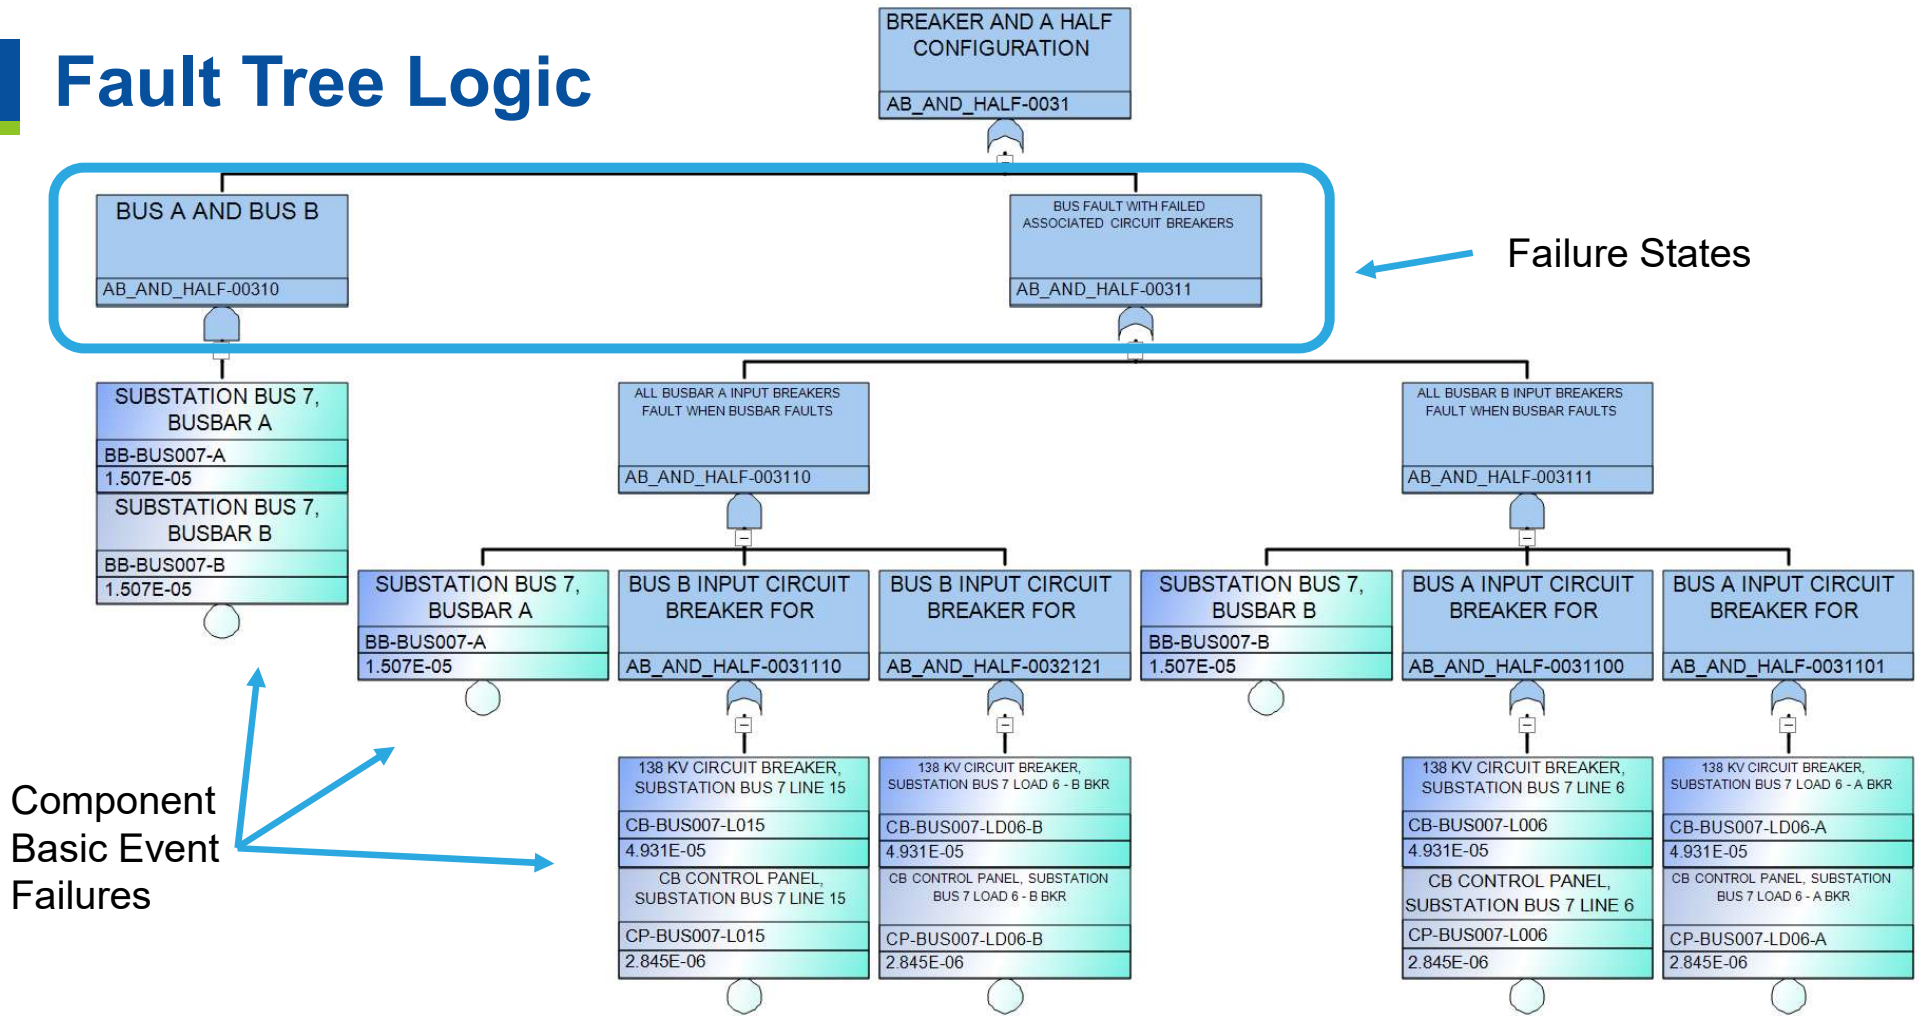 Fault Tree Logic
BREAKER AND A HALF
CONFIGURATION
AB_AND_HALF-0031
BUS A AND BUS B
AB_AND_HALF-00310
BUS FAULT WITH FAILED
ASSOCIATED CIRCUIT BREAKERS
AB_AND_HALF-00311
Failure States
SUBSTATION BUS 7,
BUSBAR A
BB-BUS007-A
1.507E-05
SUBSTATION BUS 7,
BUSBAR B
BB-BUS007-B
1.507E-05
ALL BUSBAR A INPUT BREAKERS
FAULT WHEN BUSBAR FAULTS
AB_AND_HALF-003110
ALL BUSBAR B INPUT BREAKERS
FAULT WHEN BUSBAR FAULTS
AB_AND_HALF-003111
SUBSTATION BUS 7,
BUSBAR A
BB-BUS007-A
1.507E-05
BUS B INPUT CIRCUIT
BREAKER FOR
AB_AND_HALF-0031110
BUS B INPUT CIRCUIT
BREAKER FOR
AB_AND_HALF-0032121
SUBSTATION BUS 7,
BUSBAR B
BB-BUS007-B
1.507E-05
BUS A INPUT CIRCUIT
BREAKER FOR
AB_AND_HALF-0031100
BUS A INPUT CIRCUIT
BREAKER FOR
AB_AND_HALF-0031101
Component
Basic Event
Failures
138 KV CIRCUIT BREAKER,
SUBSTATION BUS 7 LINE 15
CB-BUS007-L015
4.931E-05
CB CONTROL PANEL,
SUBSTATION BUS 7 LINE 15
CP-BUS007-L015
2.845E-06
138 KV CIRCUIT BREAKER,
SUBSTATION BUS 7 LOAD 6 - B BKR
CB-BUS007-LD06-B
4.931E-05
CB CONTROL PANEL, SUBSTATION
BUS 7 LOAD 6 - B BKR
CP-BUS007-LD06-B
2.845E-06
138 KV CIRCUIT BREAKER,
SUBSTATION BUS 7 LINE 6
CB-BUS007-L006
4.931E-05
CB CONTROL PANEL,
SUBSTATION BUS 7 LINE 6
CP-BUS007-L006
2.845E-06
138 KV CIRCUIT BREAKER,
SUBSTATION BUS 7 LOAD 6 - A BKR
CB-BUS007-LD06-A
4.931E-05
CB CONTROL PANEL, SUBSTATION
BUS 7 LOAD 6 - A BKR
CP-BUS007-LD06-A
2.845E-06